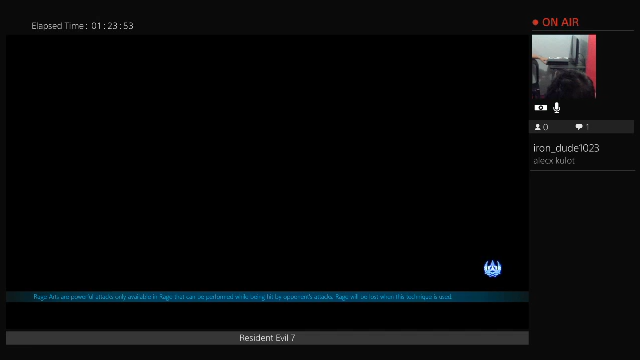 Elapsed Time : 01 : 23 : 53
ON AIR
0
1
iron_dude1023
alecx kulot
Rage Arts are powerful attacks only available in Rage that can be performed while being hit by opponent's attacks. Rage will be lost when this technique is used.
Resident Evil 7